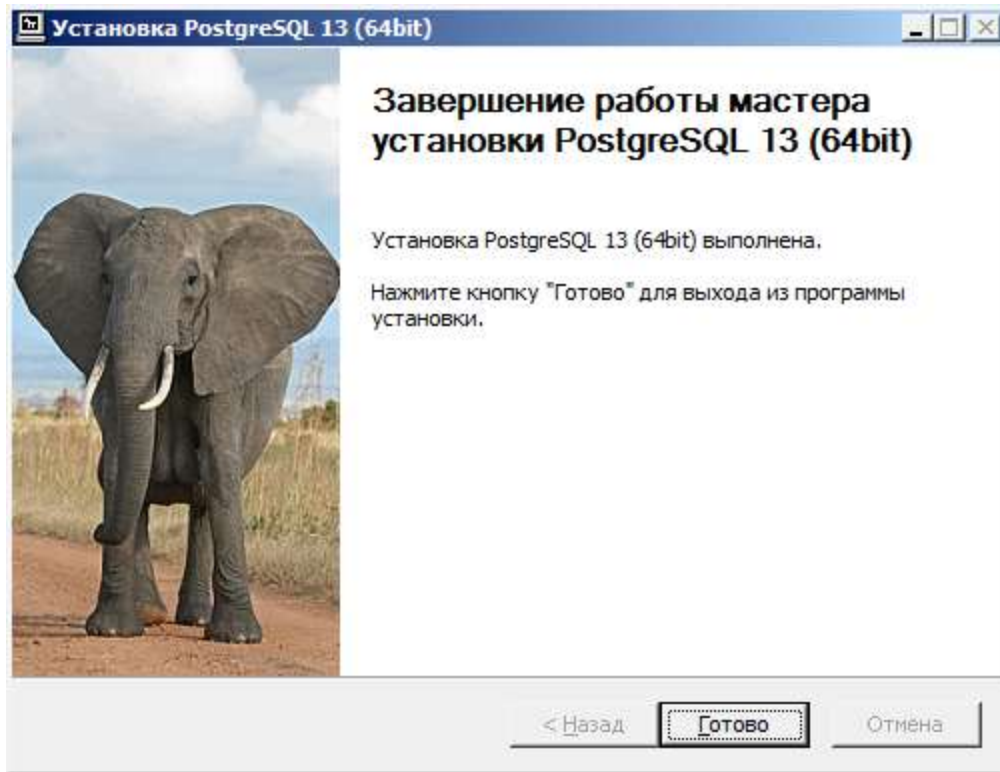 Установка PostgreSQL 13 (64bit)
Завершение работы мастера
установки PostgreSQL 13 (64bit)
Установка PostgreSQL 13 (64bit) выполнена.
Нажмите кнопку "Готово" для выхода из программы
установки.
< Назад
Готово
Отмена